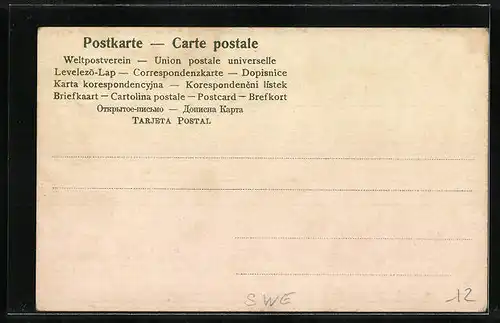 Postkarte — Carte postale
Weltpostverein — Union postale universelle
Levelező-Lap — Correspondenzkarte — Dopisnice
Karta korespondencyjna — Korespondenční lístek
Briefkaart — Cartolina postale — Postcard — Brefkort
Открытое-письмо — Дописна Карта
TARJETA POSTAL
SWE
12